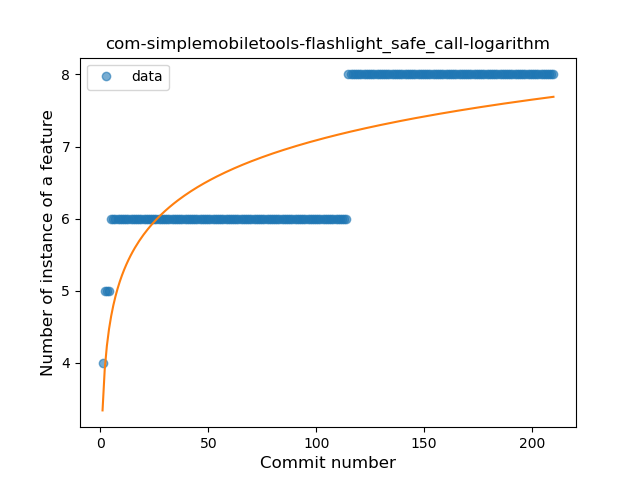 com-simplemobiletools-flashlight_safe_call-logarithm
data
Number of instance of a feature
8
7
6
5
4
0 50 100 150 200
Commit number